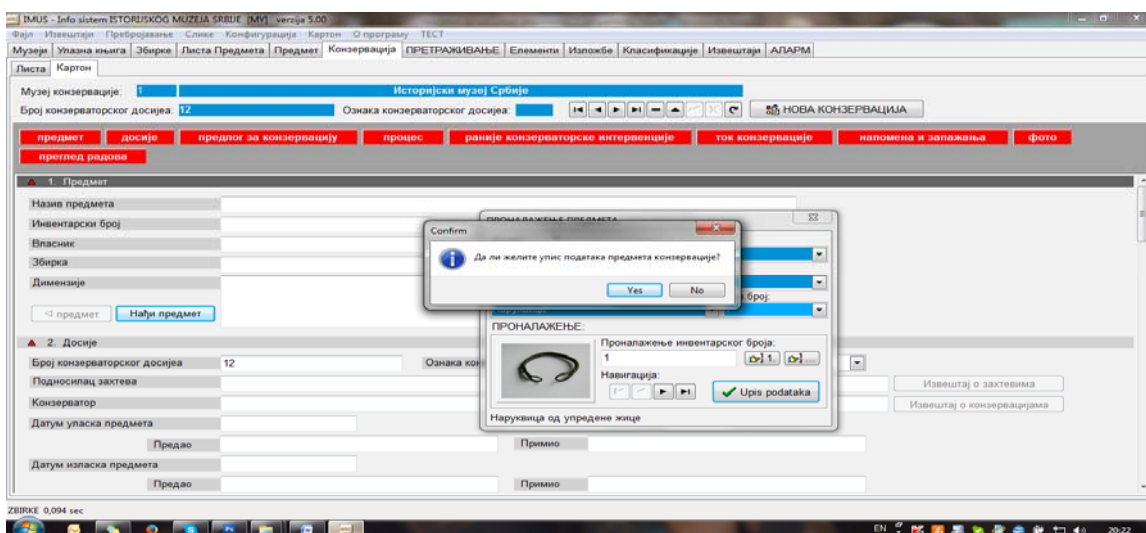 IMUS - Info sistem ISTORIJSKOG MUZEJA SRBIJE [MV] verzija 5.00
Фајл Извештаји Пребројавање Слике Конфигурација Картон О програму ТЕСТ
Музеји Улазна књига Збирке Листа Предмета Предмет Конзервација ПРЕТРАЖИВАЊЕ Елементи Изложбе Класификације Извештаји АЛАРМ
Листа Картон
Музеј конзервације: 1 Историјски музеј Србије
Број конзерваторског досијеа: 12 Ознака конзерваторског досијеа: НОВА КОНЗЕРВАЦИЈА
предмет досије предлог за конзервацију процес раније конзерваторске интервенције ток конзервације напомена и запажања фото
преглед радова
1. Предмет
Назив предмета
ПРОНАЛАЖЕЊЕ ПРЕДМЕТА
Инвентарски број
Confirm
Власник
Да ли желите упис података предмета конзервације?
Збирка
Димензије
Yes No
број:
предмет Нађи предмет
ПРОНАЛАЖЕЊЕ:
2. Досије
Проналажење инвентарског броја:
Број конзерваторског досијеа 12 Ознака кон
1 1. ...
Подносилац захтева
Навигација:
Извештај о захтевима
Конзерватор
Upis podataka
Извештај о конзервацијама
Датум уласка предмета
Наруквица од упредене жице
Предао Примио
Датум изласка предмета
Предао Примио
ZBIRKE 0,094 sec
EN 20:22